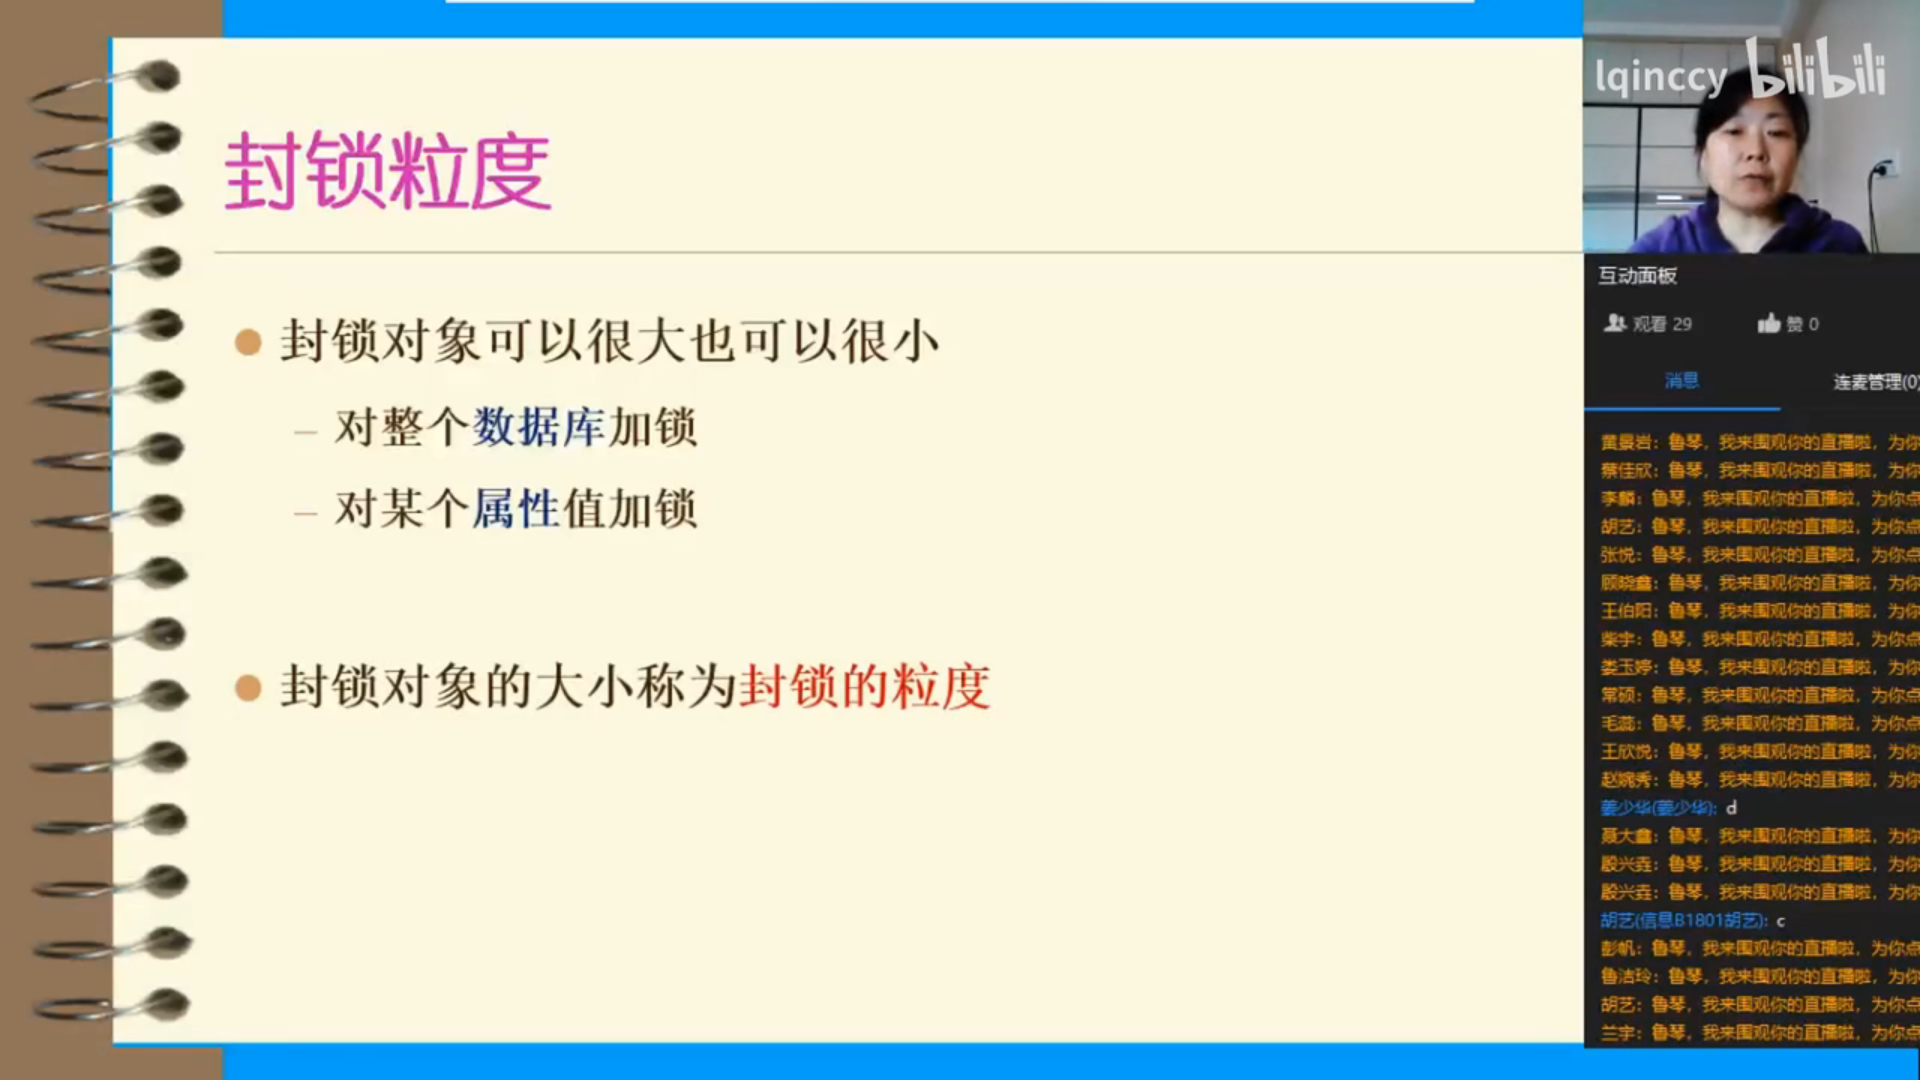 封锁粒度
封锁对象可以很大也可以很小
– 对整个数据库加锁
– 对某个属性值加锁
封锁对象的大小称为封锁的粒度
lqinccy bilibili
互动面板
观看 29 赞 0
消息 连麦管理(0)
黄景岩：鲁琴，我来围观你的直播啦，为你
蔡佳欣：鲁琴，我来围观你的直播啦，为你
李麟：鲁琴，我来围观你的直播啦，为你点
胡艺：鲁琴，我来围观你的直播啦，为你点
张悦：鲁琴，我来围观你的直播啦，为你点
顾晓鑫：鲁琴，我来围观你的直播啦，为你
王伯阳：鲁琴，我来围观你的直播啦，为你
柴宇：鲁琴，我来围观你的直播啦，为你点
娄玉婷：鲁琴，我来围观你的直播啦，为你
常硕：鲁琴，我来围观你的直播啦，为你点
毛蕊：鲁琴，我来围观你的直播啦，为你点
王欣悦：鲁琴，我来围观你的直播啦，为你
赵婉秀：鲁琴，我来围观你的直播啦，为你
姜少华(姜少华): d
聂大鑫：鲁琴，我来围观你的直播啦，为你
殷兴垚：鲁琴，我来围观你的直播啦，为你
殷兴垚：鲁琴，我来围观你的直播啦，为你
胡艺(信息B1801胡艺): c
彭帆：鲁琴，我来围观你的直播啦，为你点
鲁洁玲：鲁琴，我来围观你的直播啦，为你
胡艺：鲁琴，我来围观你的直播啦，为你点
兰宇：鲁琴，我来围观你的直播啦，为你点